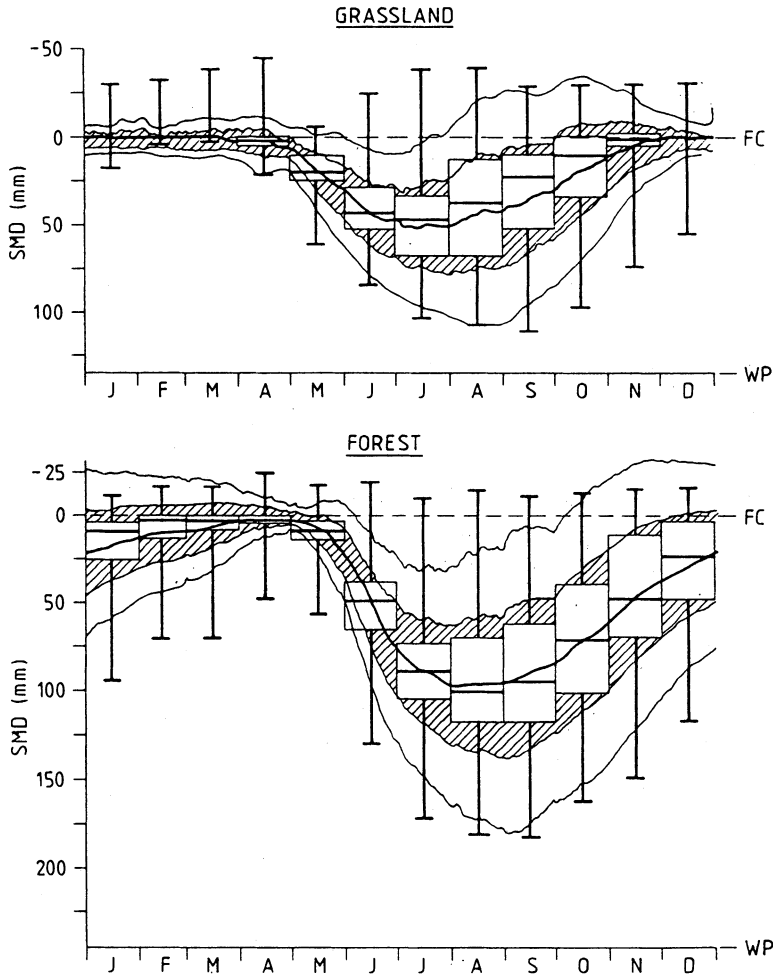 GRASSLAND
-50
0
50
100
SMD (mm)
FC
WP
J F M A M J J A S O N D
FOREST
-25
0
50
100
150
200
SMD (mm)
FC
WP
J F M A M J J A S O N D